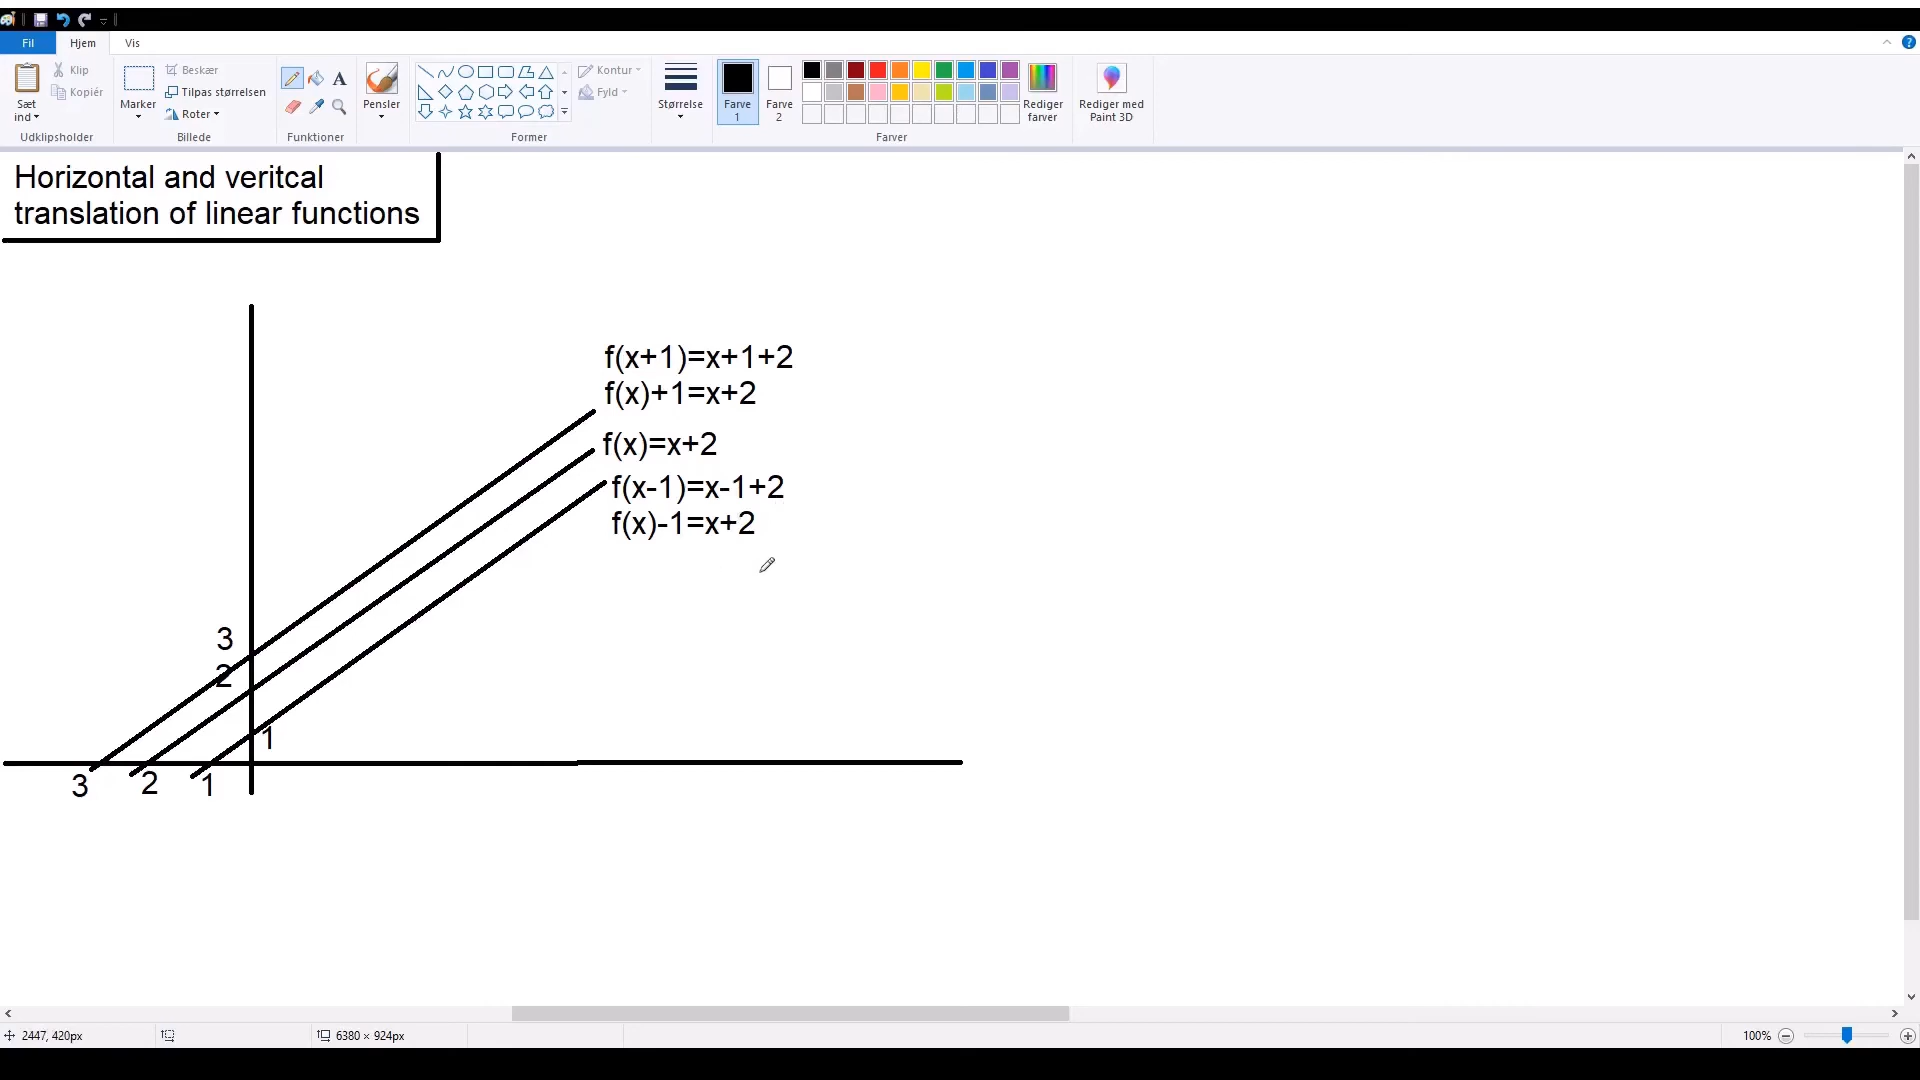 Fil Hjem Vis
Sæt ind
Klip
Kopiér
Udklipsholder
Marker
Beskær
Tilpas størrelsen
Roter
Billede
A
Funktioner
Pensler
Kontur
Fyld
Former
Størrelse
Farve 1
Farve 2
Rediger farver
Farver
Rediger med Paint 3D
Horizontal and veritcal
translation of linear functions
f(x+1)=x+1+2
f(x)+1=x+2
f(x)=x+2
f(x-1)=x-1+2
f(x)-1=x+2
3
2
1
3 2 1
2447, 420px
6380 × 924px
100%